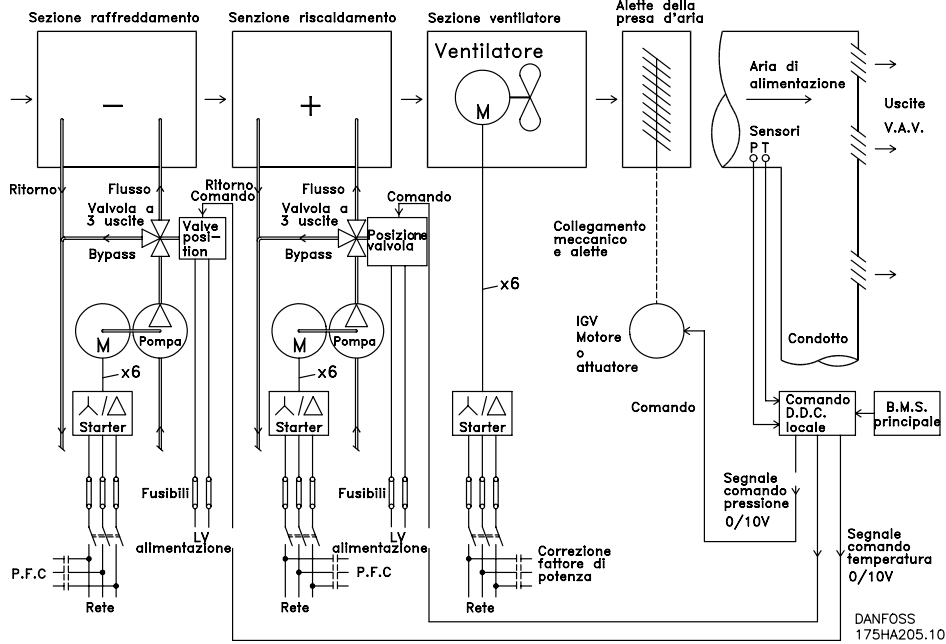 Sezione raffreddamento
Senzione riscaldamento
Sezione ventilatore
Alette della
presa d'aria
Ventilatore
M
−
+
Aria di
alimentazione
Uscite
V.A.V.
Sensori
P T
Ritorno
Flusso
Ritorno
Comando
Flusso
Comando
Valvola a
3 uscite
Valve
posi-
tion
Valvola a
3 uscite
Posizione
valvola
Bypass
Bypass
Collegamento
meccanico
e alette
x6
IGV
Motore
o
attuatore
M
Pompa
M
Pompa
Condotto
x6
x6
Starter
Starter
Starter
Comando
Comando
D.D.C.
locale
B.M.S.
principale
Fusibili
Fusibili
Segnale
comando
pressione
0/10V
LV
alimentazione
LV
alimentazione
Segnale
comando
temperatura
0/10V
P.F.C
P.F.C
Correzione
fattore di
potenza
Rete
Rete
Rete
DANFOSS
175HA205.10